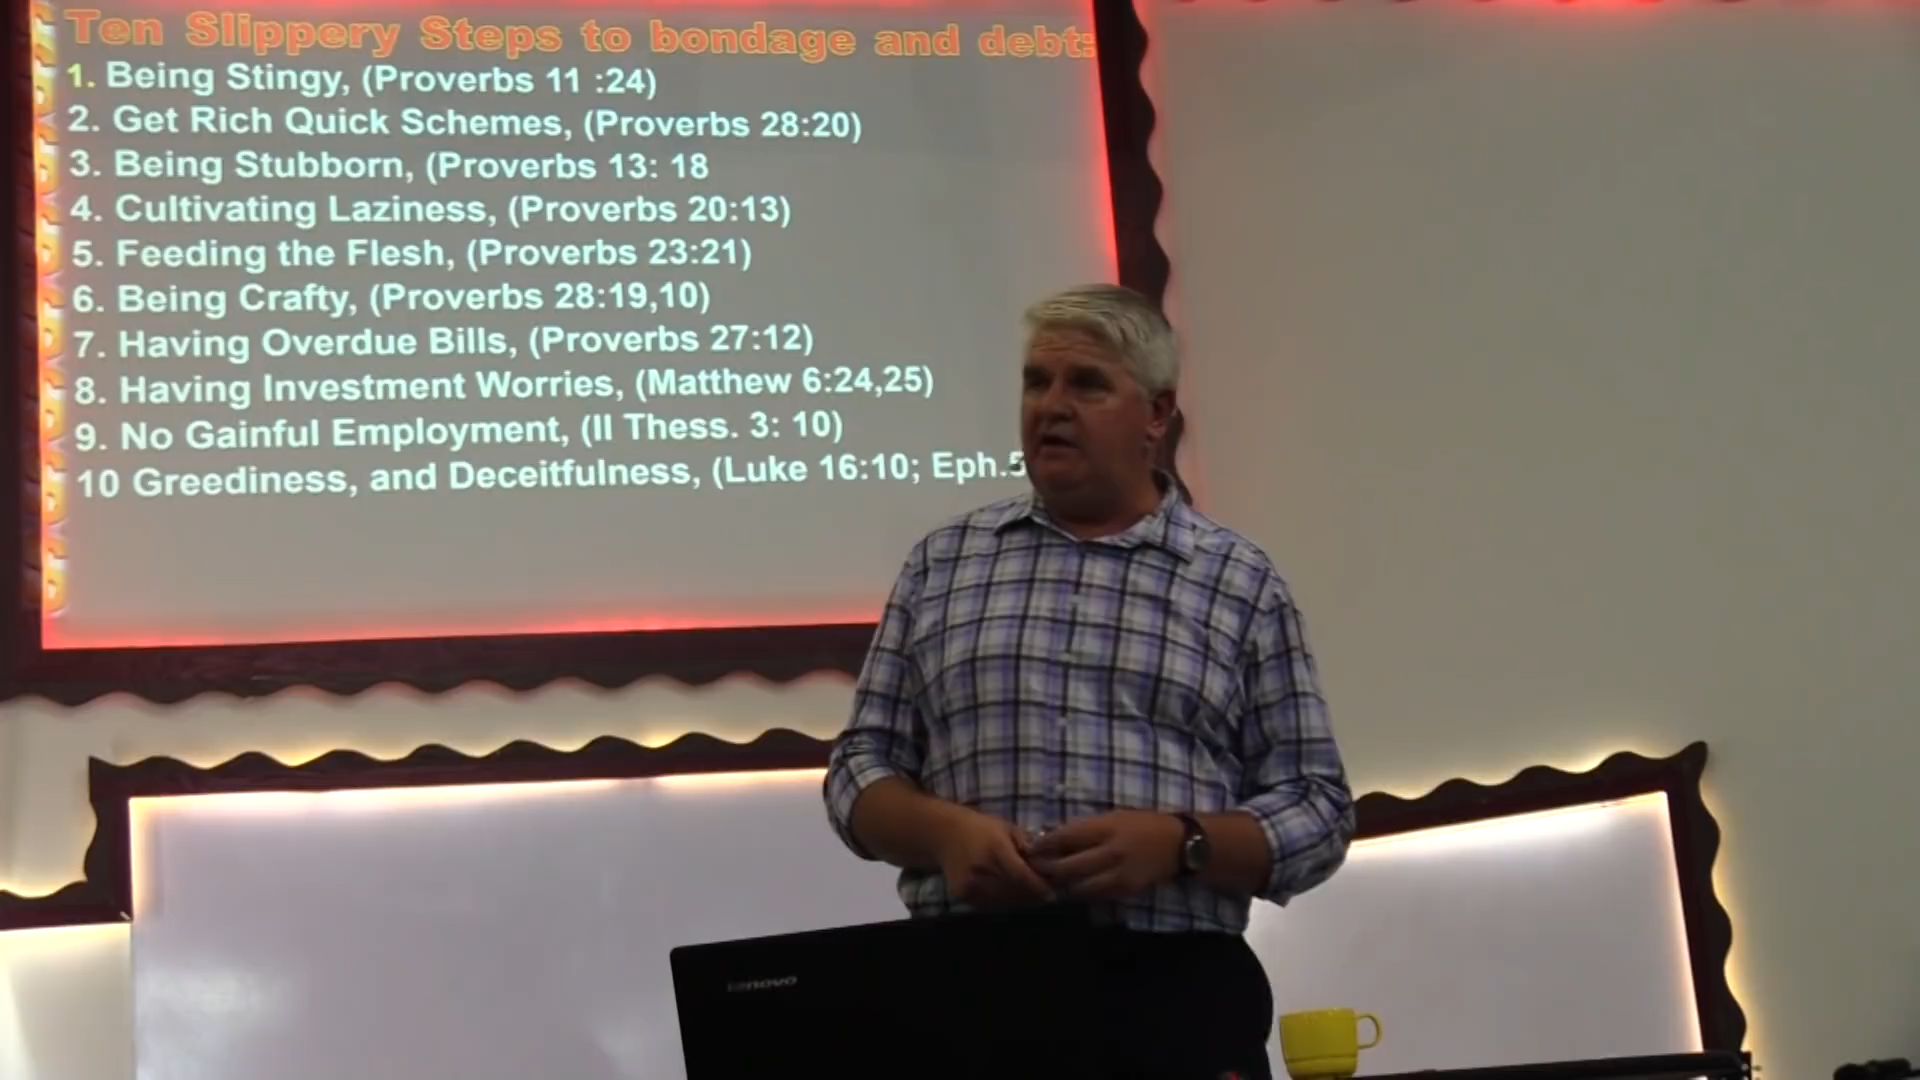 Ten Slippery Steps to bondage and debt:
1. Being Stingy, (Proverbs 11 :24)
2. Get Rich Quick Schemes, (Proverbs 28:20)
3. Being Stubborn, (Proverbs 13: 18
4. Cultivating Laziness, (Proverbs 20:13)
5. Feeding the Flesh, (Proverbs 23:21)
6. Being Crafty, (Proverbs 28:19,10)
7. Having Overdue Bills, (Proverbs 27:12)
8. Having Investment Worries, (Matthew 6:24,25)
9. No Gainful Employment, (II Thess. 3: 10)
10 Greediness, and Deceitfulness, (Luke 16:10; Eph.5
lenovo